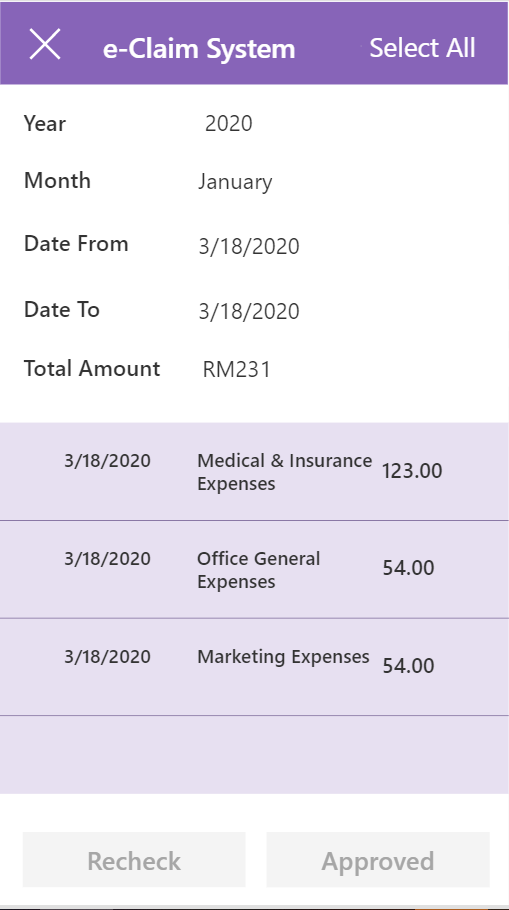 e-Claim System Select All
Year 2020
Month January
Date From 3/18/2020
Date To 3/18/2020
Total Amount RM231
3/18/2020 Medical & Insurance 123.00
Expenses
3/18/2020 Office General 54.00
Expenses
3/18/2020 Marketing Expenses 54.00
Recheck Approved